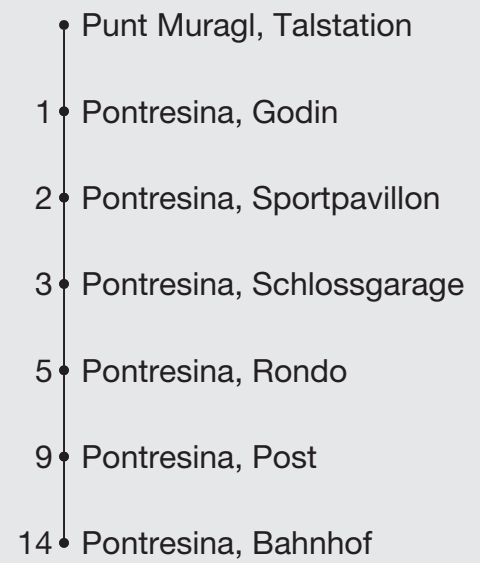 Punt Muragl, Talstation
1 Pontresina, Godin
2 Pontresina, Sportpavillon
3 Pontresina, Schlossgarage
5 Pontresina, Rondo
9 Pontresina, Post
14 Pontresina, Bahnhof